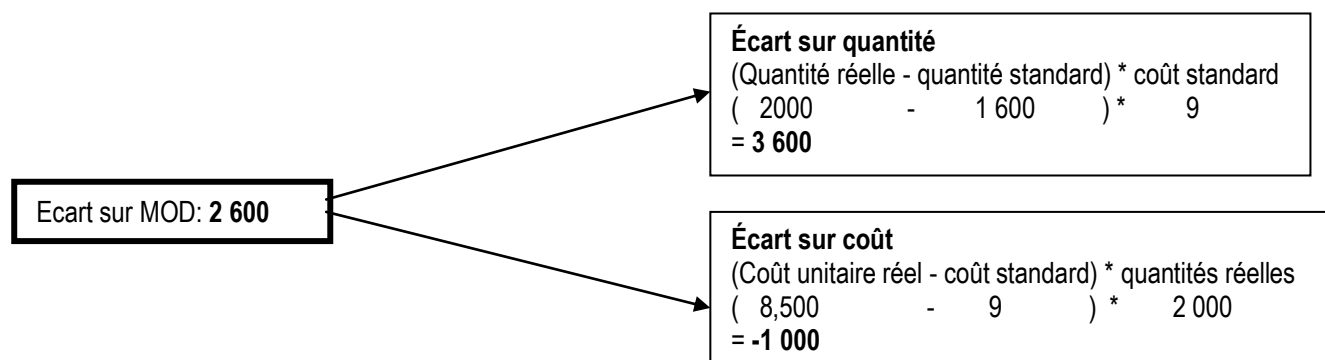 Écart sur quantité
(Quantité réelle - quantité standard) * coût standard
( 2000 - 1 600 ) * 9
= 3 600
Ecart sur MOD: 2 600
Écart sur coût
(Coût unitaire réel - coût standard) * quantités réelles
( 8,500 - 9 ) * 2 000
= -1 000